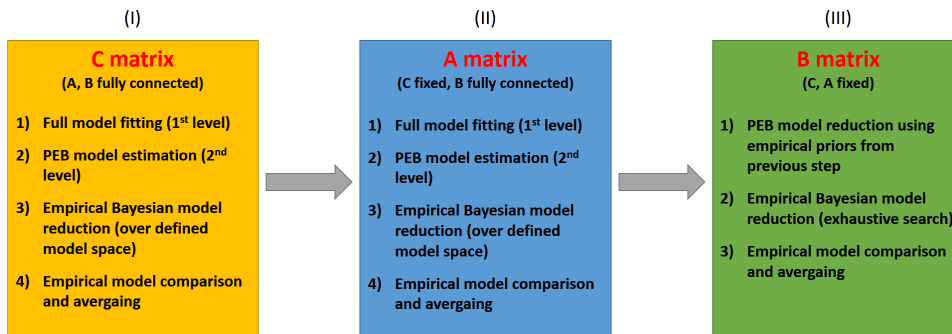 (I)
C matrix
(A, B fully connected)
1) Full model fitting (1st level)
2) PEB model estimation (2nd
level)
3) Empirical Bayesian model
reduction (over defined
model space)
4) Empirical model comparison
and avergaing
(II)
A matrix
(C fixed, B fully connected)
1) Full model fitting (1st level)
2) PEB model estimation (2nd
level)
3) Empirical Bayesian model
reduction (over defined
model space)
4) Empirical model comparison
and avergaing
(III)
B matrix
(C, A fixed)
1) PEB model reduction using
empirical priors from
previous step
2) Empirical Bayesian model
reduction (exhaustive search)
3) Empirical model comparison
and avergaing